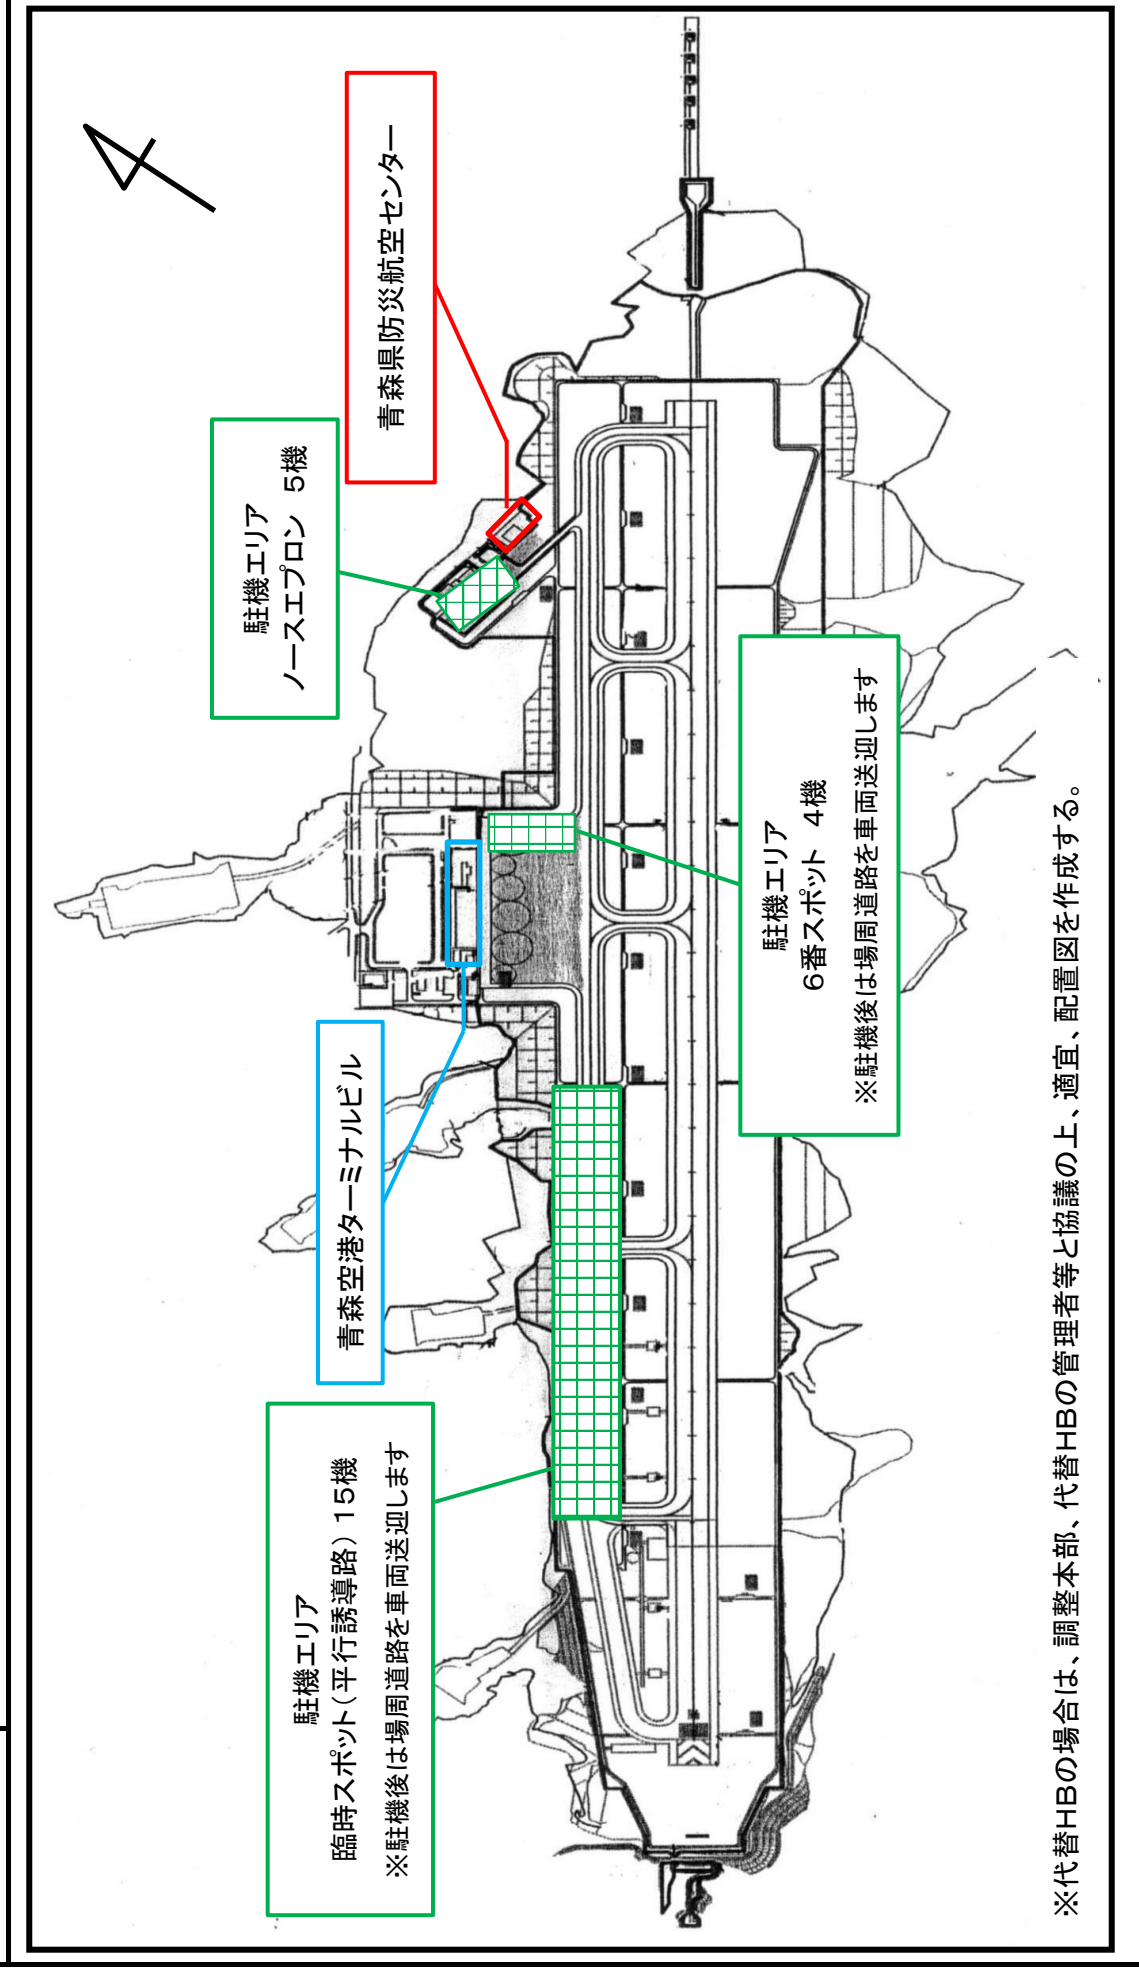 青森県防災航空センター
駐機エリア
ノースエプロン 5機
青森空港ターミナルビル
駐機エリア
6番スポット 4機
※駐機後は場周道路を車両送迎します
駐機エリア
臨時スポット(平行誘導路)15機
※駐機後は場周道路を車両送迎します
※代替HBの場合は、調整本部、代替HBの管理者等と協議の上、適宜、配置図を作成する。